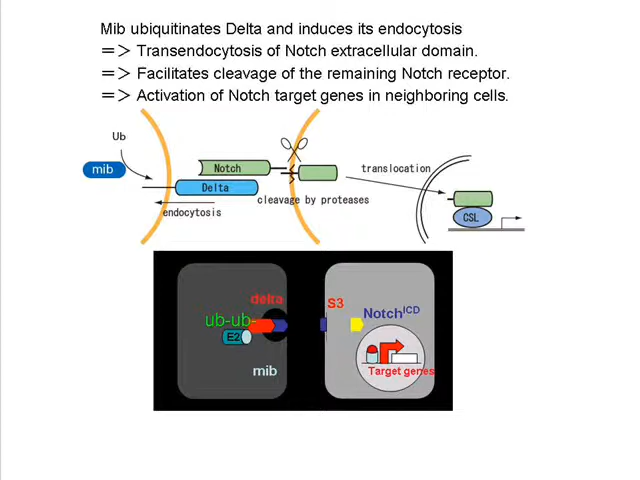 Mib ubiquitinates Delta and induces its endocytosis
＝＞ Transendocytosis of Notch extracellular domain.
＝＞ Facilitates cleavage of the remaining Notch receptor.
＝＞ Activation of Notch target genes in neighboring cells.
Ub
mib
Notch
Delta
endocytosis
cleavage by proteases
translocation
CSL
delta
ub-ub-
E2
mib
S3
Notch^ICD
Target genes